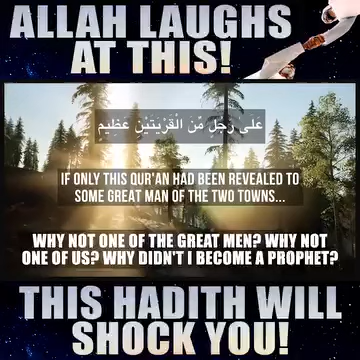 ALLAH LAUGHS
AT THIS!
عَلَى رَجُلٍ مِّنَ الْقَرْيَتَيْنِ عَظِيمٍ
IF ONLY THIS QUR'AN HAD BEEN REVEALED TO
SOME GREAT MAN OF THE TWO TOWNS...
WHY NOT ONE OF THE GREAT MEN? WHY NOT
ONE OF US? WHY DIDN'T I BECOME A PROPHET?
THIS HADITH WILL
SHOCK YOU!